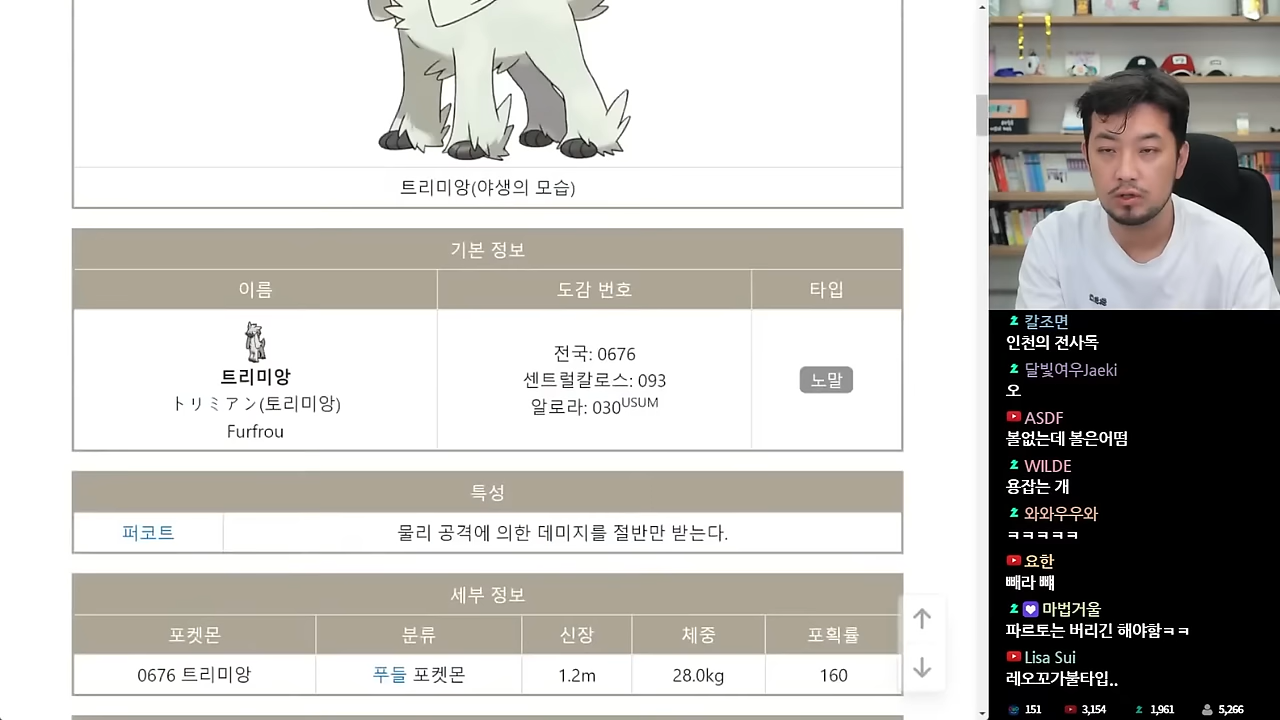 트리미앙(야생의 모습)
기본 정보
이름
도감 번호
타입
트리미앙
トリミアン(토리미앙)
Furfrou
전국: 0676
센트럴칼로스: 093
알로라: 030USUM
노말
특성
퍼코트
물리 공격에 의한 데미지를 절반만 받는다.
세부 정보
포켓몬
분류
신장
체중
포획률
0676 트리미앙
푸들 포켓몬
1.2m
28.0kg
160
칼조면
인천의 전사독
달빛여우Jaeki
오
ASDF
볼없는데 볼은어떰
WILDE
용잡는 개
와와우우와
ㅋㅋㅋㅋㅋ
요한
빼라 빼
마법거울
파르토는 버리긴 해야함ㅋㅋ
Lisa Sui
레오꼬가불타입..
151
3,154
1,961
5,266